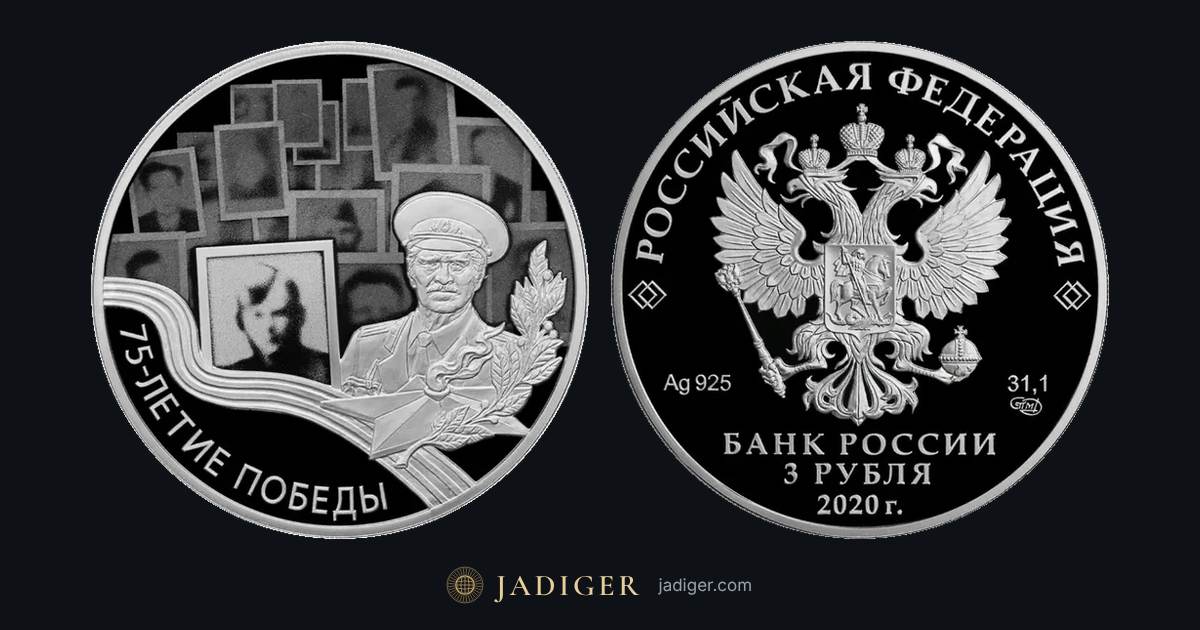 75-ЛЕТИЕ ПОБЕДЫ
РОССИЙСКАЯ ФЕДЕРАЦИЯ
Ag 925
31,1
БАНК РОССИИ
3 РУБЛЯ
2020 г.
JADIGER jadiger.com